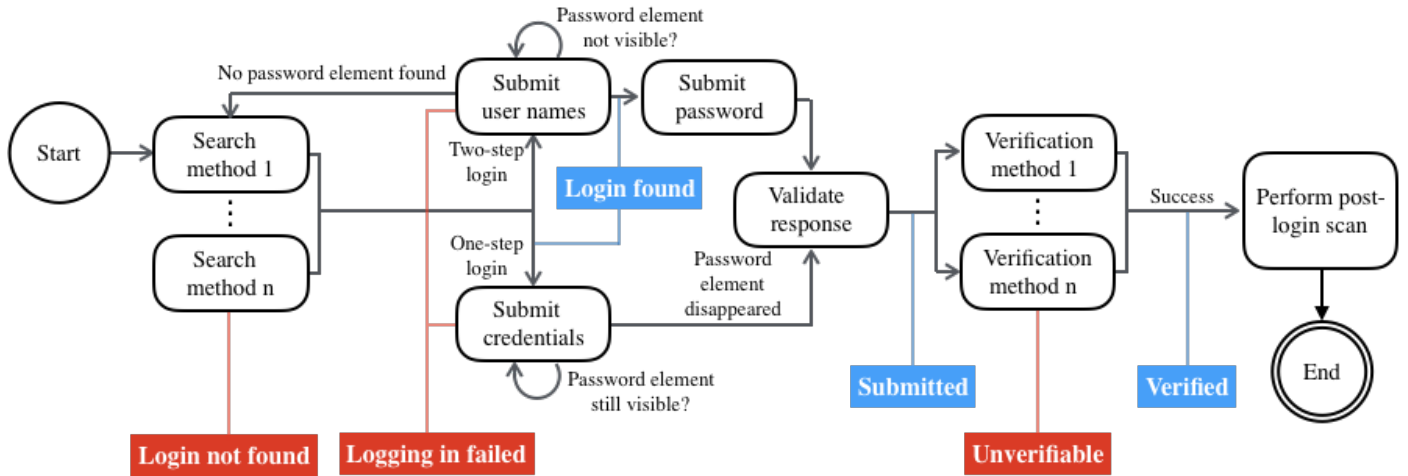 Password element
not visible?
No password element found
Submit
user names
Submit
password
Start
Search
method 1
Two-step
login
Login found
Verification
method 1
Success
Perform post-
login scan
Validate
response
Search
method n
One-step
login
Password
element
disappeared
Verification
method n
Submit
credentials
Submitted
Verified
End
Password element
still visible?
Login not found
Logging in failed
Unverifiable